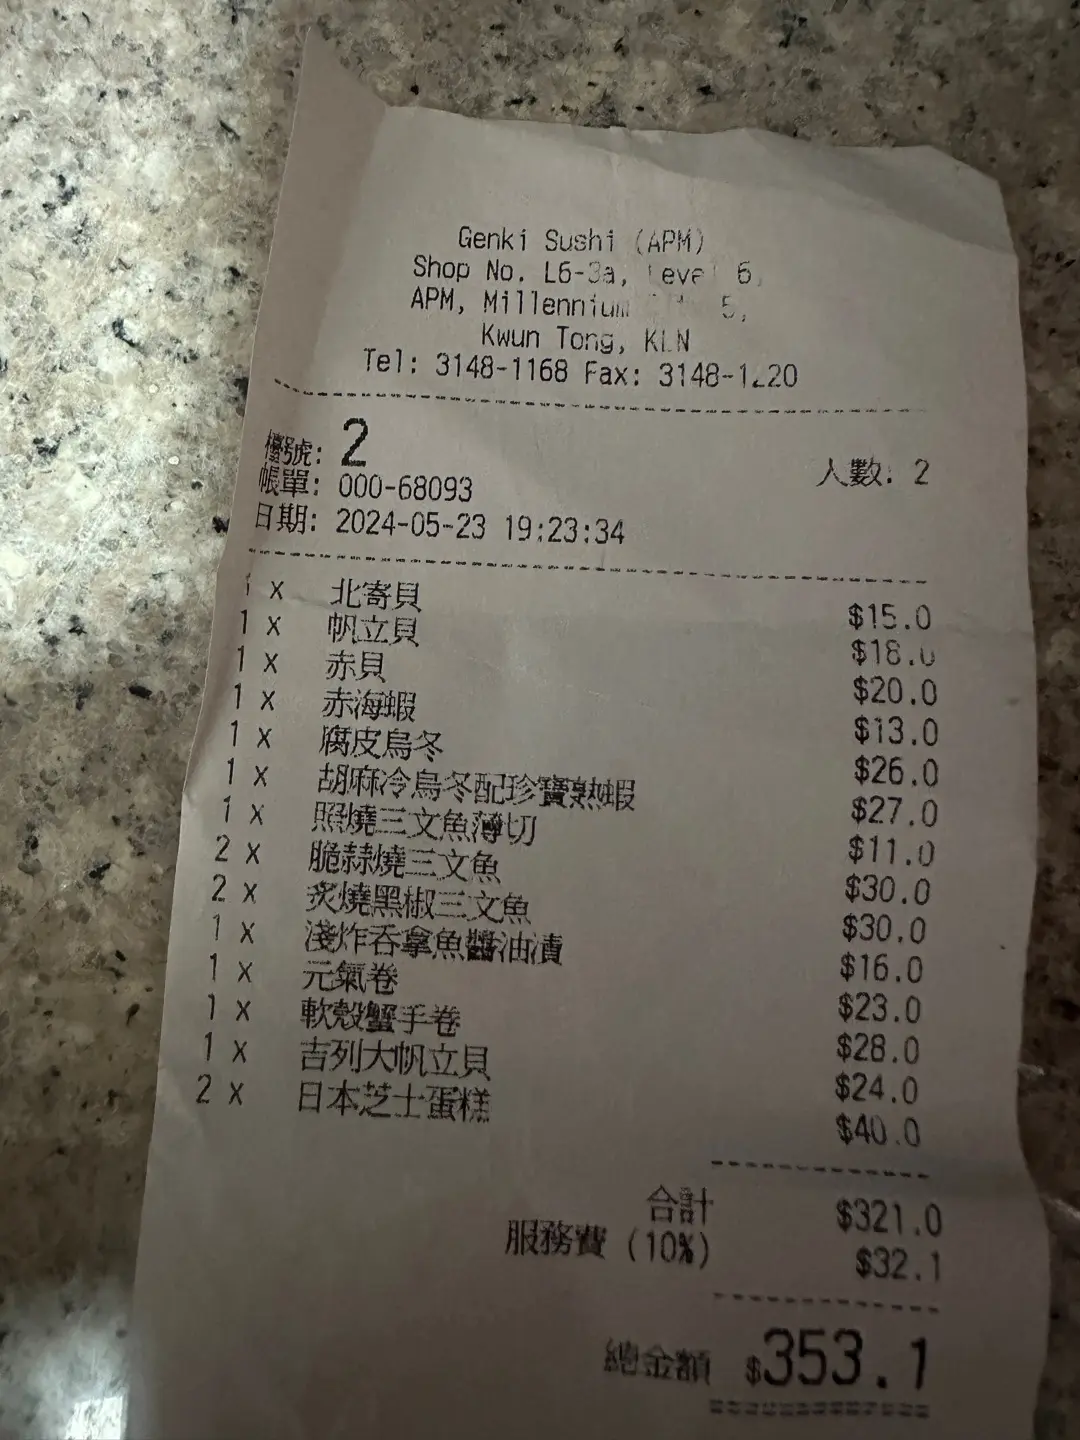 Genki Sushi (APM)
Shop No. L6-3a, Level 6,
APM, Millennium 5,
Kwun Tong, KLN
Tel: 3148-1168 Fax: 3148-1220
檯號: 2 人數: 2
帳單: 000-68093
日期: 2024-05-23 19:23:34
1 x 北寄貝 $15.0
1 x 帆立貝 $18.0
1 x 赤貝 $20.0
1 x 赤海蝦 $13.0
1 x 腐皮烏冬 $26.0
1 x 胡麻冷烏冬配珍寶熟蝦 $27.0
1 x 照燒三文魚薄切 $11.0
2 x 脆蒜燒三文魚 $30.0
2 x 炙燒黑椒三文魚 $30.0
1 x 淺炸吞拿魚醬油漬 $16.0
1 x 元氣卷 $23.0
1 x 軟殼蟹手卷 $28.0
1 x 吉列大帆立貝 $24.0
2 x 日本芝士蛋糕 $40.0
合計 $321.0
服務費 (10%) $32.1
總金額 $353.1